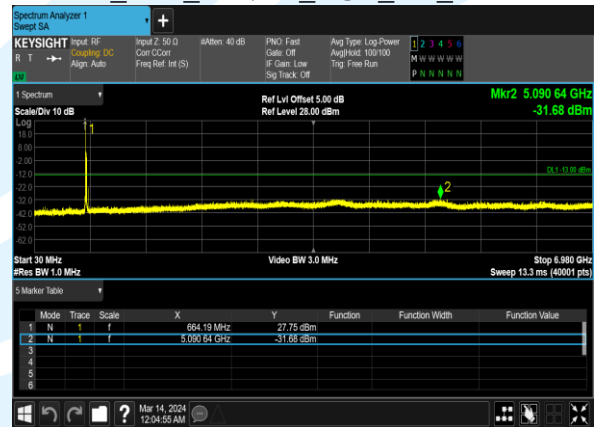 Spectrum Analyzer 1
Swept SA
KEYSIGHT Input: RF Input Z: 50 Ω #Atten: 40 dB PNO: Fast Avg Type: Log-Power 1 2 3 4 5 6
R T Coupling: DC Corr CCorr Gate: Off Avg|Hold: 100/100 M W W W W W
Align: Auto Freq Ref: Int (S) IF Gain: Low Trig: Free Run
Sig Track: Off P N N N N N
1 Spectrum Mkr2 5.090 64 GHz
Ref Lvl Offset 5.00 dB
Scale/Div 10 dB Ref Level 28.00 dBm -31.68 dBm
Log
18.0
8.00
-2.00
-12.0
DL1 -13.00 dBm
-22.0
-32.0
-42.0
-52.0
-62.0
1
2
Start 30 MHz Video BW 3.0 MHz Stop 6.980 GHz
#Res BW 1.0 MHz Sweep 13.3 ms (40001 pts)
5 Marker Table
Mode Trace Scale X Y Function Function Width Function Value
1 N 1 f 664.19 MHz 27.75 dBm
2 N 1 f 5.090 64 GHz -31.68 dBm
3
4
5
6
? Mar 14, 2024
12:04:55 AM